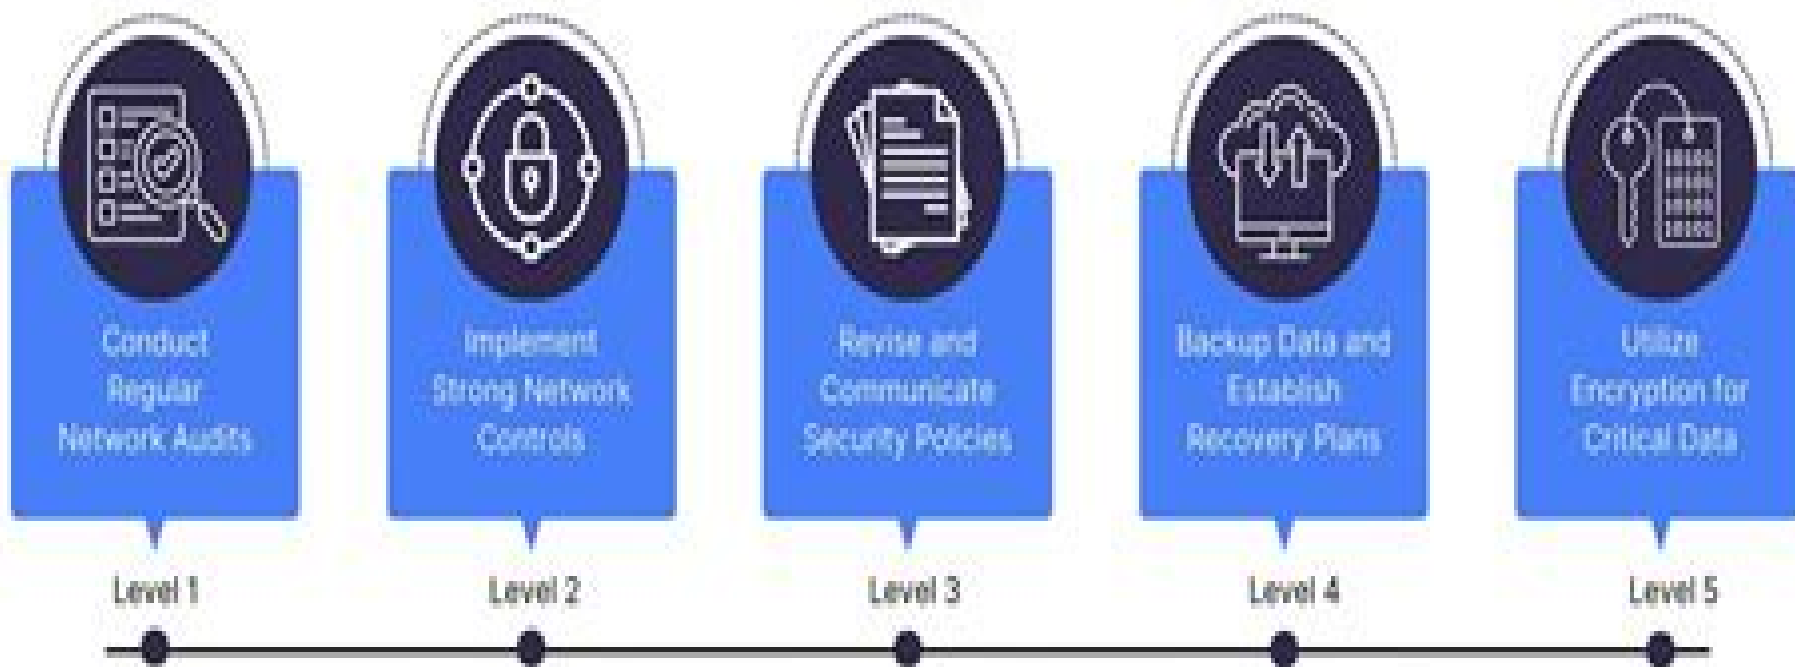 Conduct
Regular
Network Audits
Implement
Strong Network
Controls
Revise and
Communicate
Security Policies
Backup Data and
Establish
Recovery Plans
Utilize
Encryption for
Critical Data
Level 1
Level 2
Level 3
Level 4
Level 5